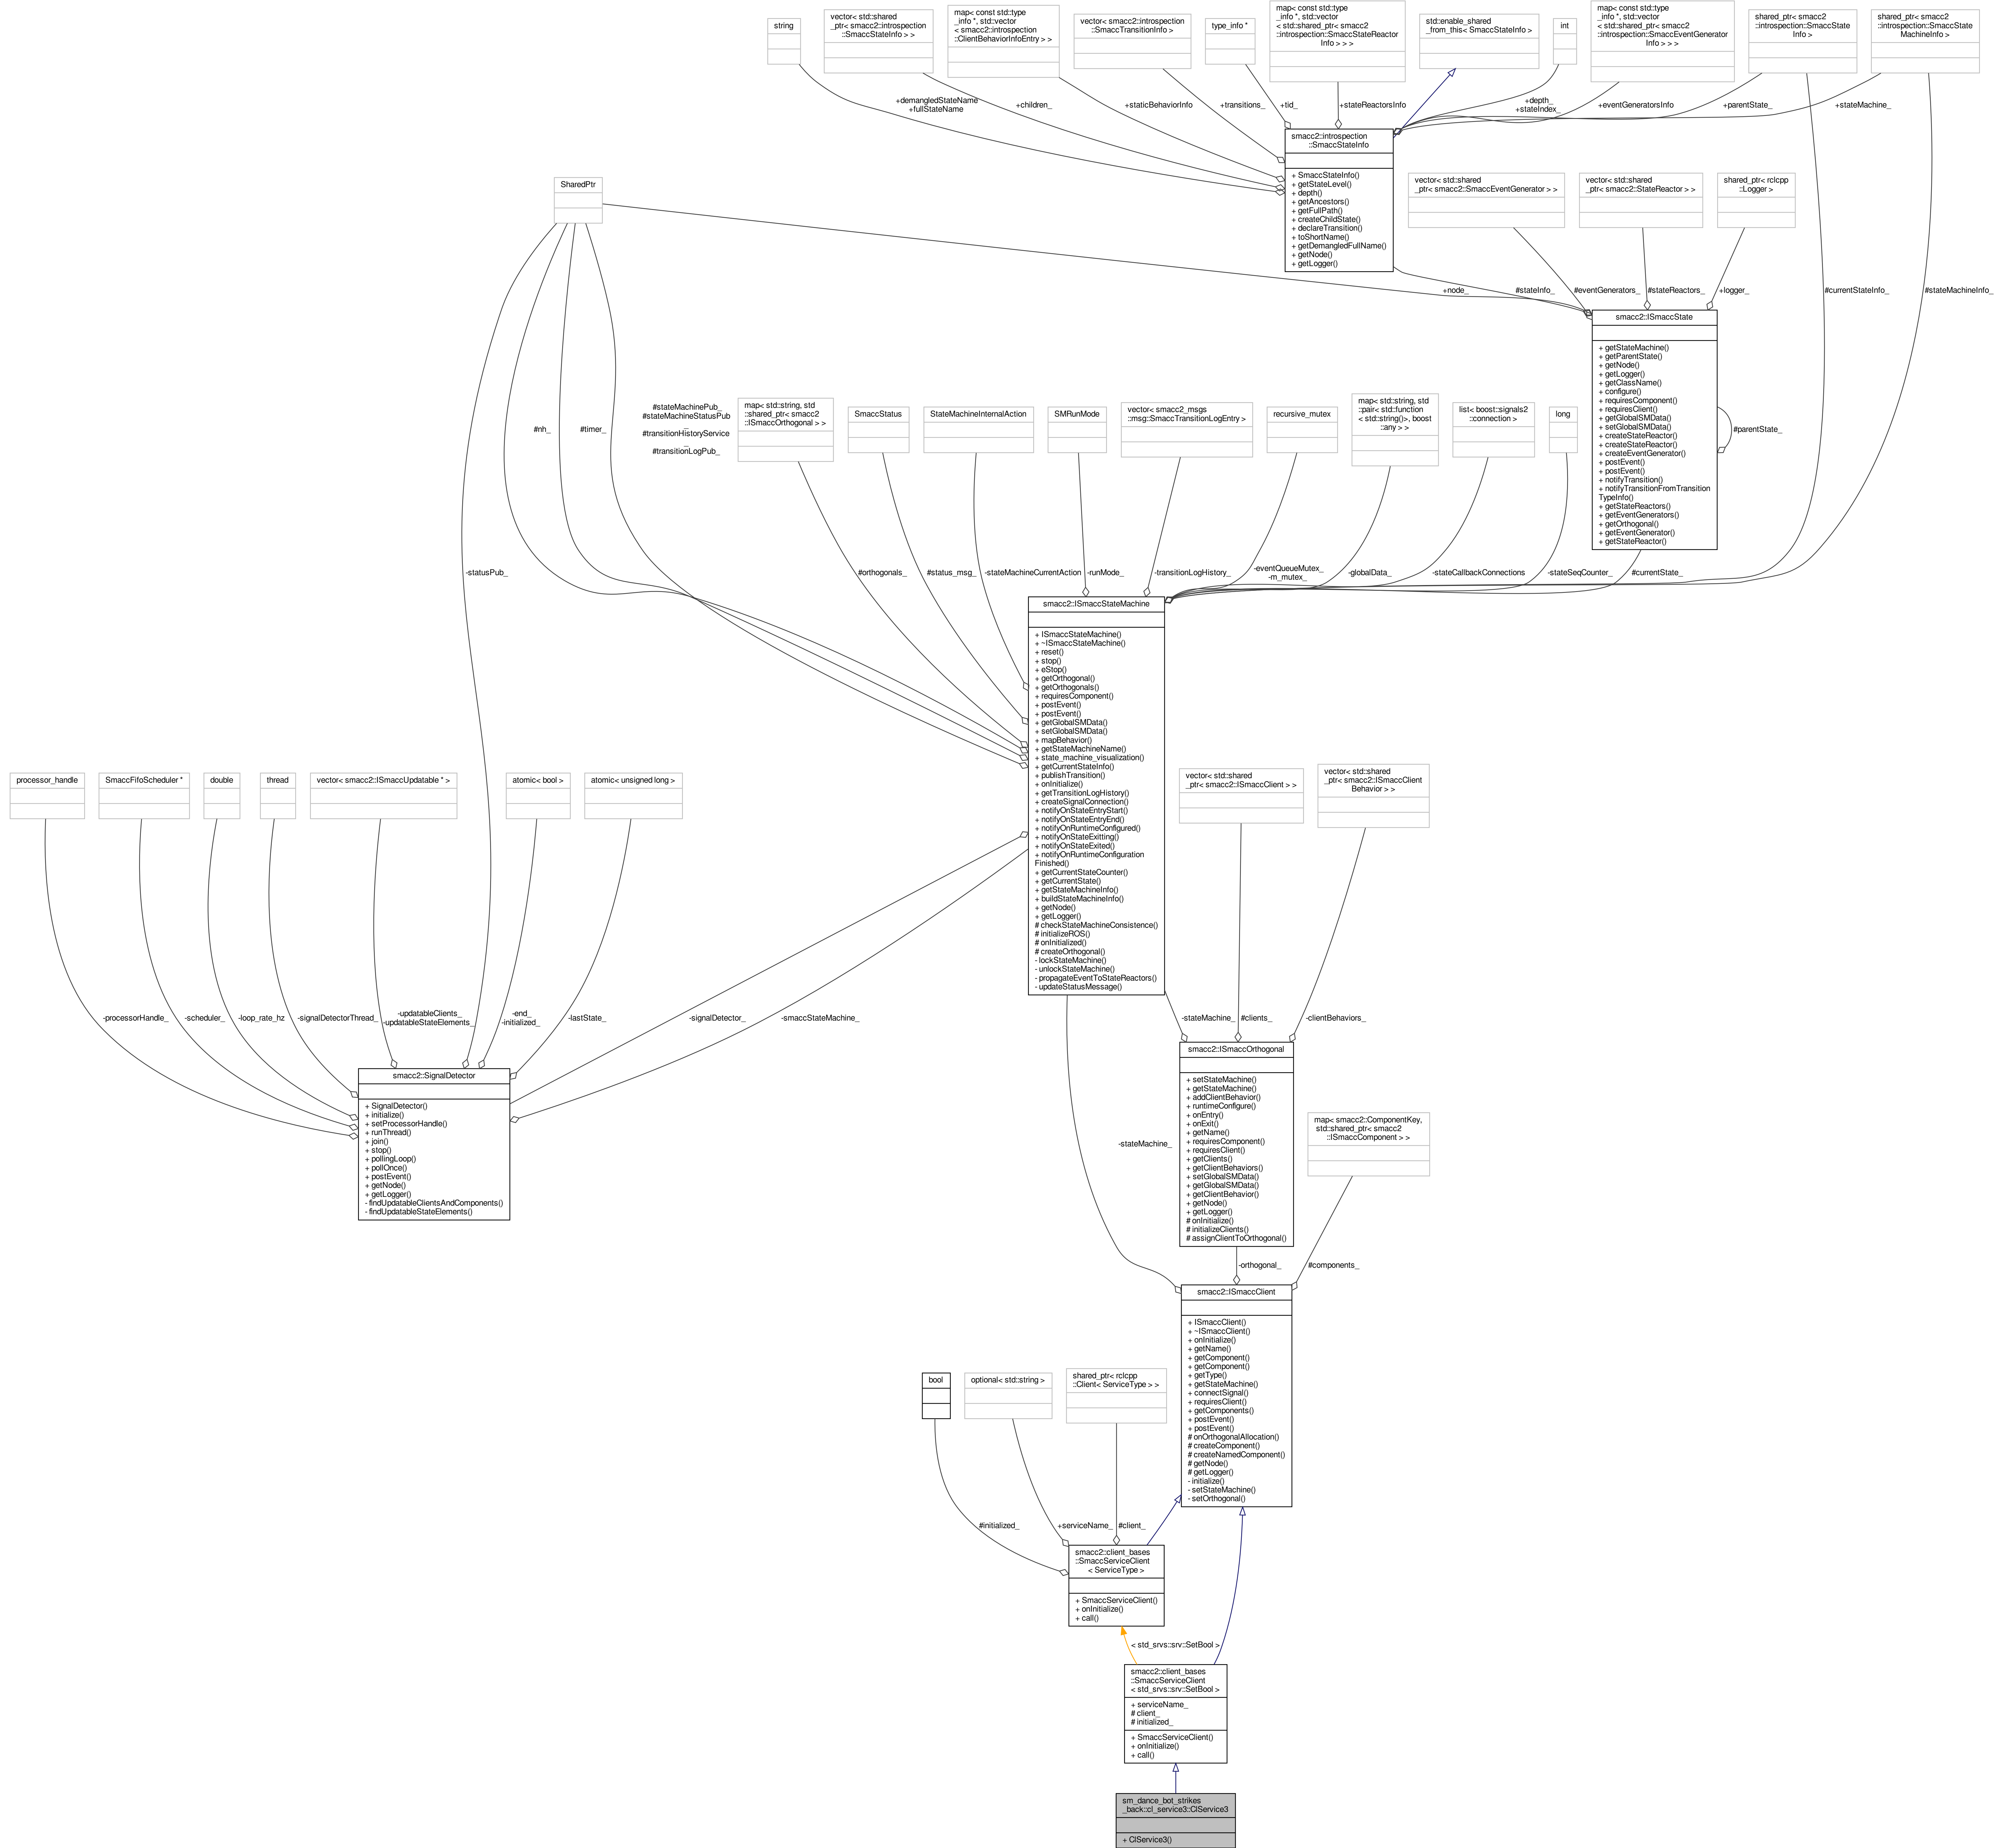 string
vector< std::shared
_ptr< smacc2::introspection
::SmaccStateInfo > >
map< const std::type
_info *, std::vector
< smacc2::introspection
::ClientBehaviorInfoEntry > >
vector< smacc2::introspection
::SmaccTransitionInfo >
type_info *
map< const std::type
_info *, std::vector
< std::shared_ptr< smacc2
::introspection::SmaccStateReactor
Info > > >
std::enable_shared
_from_this< SmaccStateInfo >
int
map< const std::type
_info *, std::vector
< std::shared_ptr< smacc2
::introspection::SmaccEventGenerator
Info > > >
shared_ptr< smacc2
::introspection::SmaccState
Info >
shared_ptr< smacc2
::introspection::SmaccState
MachineInfo >
+demangledStateName
+fullStateName
+children_
+staticBehaviorInfo
+transitions_
+tid_
+stateReactorsInfo
+depth_
+stateIndex_
+eventGeneratorsInfo
+parentState_
+stateMachine_
smacc2::introspection
::SmaccStateInfo
+ SmaccStateInfo()
+ getStateLevel()
+ depth()
+ getAncestors()
+ getFullPath()
+ createChildState()
+ declareTransition()
+ toShortName()
+ getDemangledFullName()
+ getNode()
+ getLogger()
SharedPtr
vector< std::shared
_ptr< smacc2::SmaccEventGenerator > >
vector< std::shared
_ptr< smacc2::StateReactor > >
shared_ptr< rclcpp
::Logger >
+node_
#stateInfo_
#eventGenerators_
#stateReactors_
+logger_
#currentStateInfo_
#stateMachineInfo_
smacc2::ISmaccState
+ getStateMachine()
+ getParentState()
+ getNode()
+ getLogger()
+ getClassName()
+ configure()
+ requiresComponent()
+ requiresClient()
+ getGlobalSMData()
+ setGlobalSMData()
+ createStateReactor()
+ createStateReactor()
+ createEventGenerator()
+ postEvent()
+ postEvent()
+ notifyTransition()
+ notifyTransitionFromTransition
TypeInfo()
+ getStateReactors()
+ getEventGenerators()
+ getOrthogonal()
+ getEventGenerator()
+ getStateReactor()
#parentState_
#nh_
#timer_
#stateMachinePub_
#stateMachineStatusPub
_
#transitionHistoryService
_
#transitionLogPub_
map< std::string, std
::shared_ptr< smacc2
::ISmaccOrthogonal > >
SmaccStatus
StateMachineInternalAction
SMRunMode
vector< smacc2_msgs
::msg::SmaccTransitionLogEntry >
recursive_mutex
map< std::string, std
::pair< std::function
< std::string()>, boost
::any > >
list< boost::signals2
::connection >
long
-statusPub_
#orthogonals_
#status_msg_
-stateMachineCurrentAction
-runMode_
-transitionLogHistory_
-eventQueueMutex_
-m_mutex_
-globalData_
-stateCallbackConnections
-stateSeqCounter_
#currentState_
smacc2::ISmaccStateMachine
+ ISmaccStateMachine()
+ ~ISmaccStateMachine()
+ reset()
+ stop()
+ eStop()
+ getOrthogonal()
+ getOrthogonals()
+ requiresComponent()
+ postEvent()
+ postEvent()
+ getGlobalSMData()
+ setGlobalSMData()
+ mapBehavior()
+ getStateMachineName()
+ state_machine_visualization()
+ getCurrentStateInfo()
+ publishTransition()
+ onInitialize()
+ getTransitionLogHistory()
+ createSignalConnection()
+ notifyOnStateEntryStart()
+ notifyOnStateEntryEnd()
+ notifyOnRuntimeConfigured()
+ notifyOnStateExitting()
+ notifyOnStateExited()
+ notifyOnRuntimeConfiguration
Finished()
+ getCurrentStateCounter()
+ getCurrentState()
+ getStateMachineInfo()
+ buildStateMachineInfo()
+ getNode()
+ getLogger()
# checkStateMachineConsistence()
# initializeROS()
# onInitialized()
# createOrthogonal()
- lockStateMachine()
- unlockStateMachine()
- propagateEventToStateReactors()
- updateStatusMessage()
processor_handle
SmaccFifoScheduler *
double
thread
vector< smacc2::ISmaccUpdatable * >
atomic< bool >
atomic< unsigned long >
vector< std::shared
_ptr< smacc2::ISmaccClient > >
vector< std::shared
_ptr< smacc2::ISmaccClient
Behavior > >
-processorHandle_
-scheduler_
-loop_rate_hz
-signalDetectorThread_
-updatableClients_
-updatableStateElements_
-end_
-initialized_
-lastState_
-signalDetector_
-smaccStateMachine_
-stateMachine_
#clients_
-clientBehaviors_
smacc2::SignalDetector
+ SignalDetector()
+ initialize()
+ setProcessorHandle()
+ runThread()
+ join()
+ stop()
+ pollingLoop()
+ pollOnce()
+ postEvent()
+ getNode()
+ getLogger()
- findUpdatableClientsAndComponents()
- findUpdatableStateElements()
smacc2::ISmaccOrthogonal
+ setStateMachine()
+ getStateMachine()
+ addClientBehavior()
+ runtimeConfigure()
+ onEntry()
+ onExit()
+ getName()
+ requiresComponent()
+ requiresClient()
+ getClients()
+ getClientBehaviors()
+ setGlobalSMData()
+ getGlobalSMData()
+ getClientBehavior()
+ getNode()
+ getLogger()
# onInitialize()
# initializeClients()
# assignClientToOrthogonal()
map< smacc2::ComponentKey,
std::shared_ptr< smacc2
::ISmaccComponent > >
-stateMachine_
-orthogonal_
#components_
smacc2::ISmaccClient
+ ISmaccClient()
+ ~ISmaccClient()
+ onInitialize()
+ getName()
+ getComponent()
+ getComponent()
+ getType()
+ getStateMachine()
+ connectSignal()
+ requiresClient()
+ getComponents()
+ postEvent()
+ postEvent()
# onOrthogonalAllocation()
# createComponent()
# createNamedComponent()
# getNode()
# getLogger()
- initialize()
- setStateMachine()
- setOrthogonal()
bool
optional< std::string >
shared_ptr< rclcpp
::Client< ServiceType > >
#initialized_
+serviceName_
#client_
smacc2::client_bases
::SmaccServiceClient
< ServiceType >
+ SmaccServiceClient()
+ onInitialize()
+ call()
< std_srvs::srv::SetBool >
smacc2::client_bases
::SmaccServiceClient
< std_srvs::srv::SetBool >
+ serviceName_
# client_
# initialized_
+ SmaccServiceClient()
+ onInitialize()
+ call()
sm_dance_bot_strikes
_back::cl_service3::ClService3
+ ClService3()